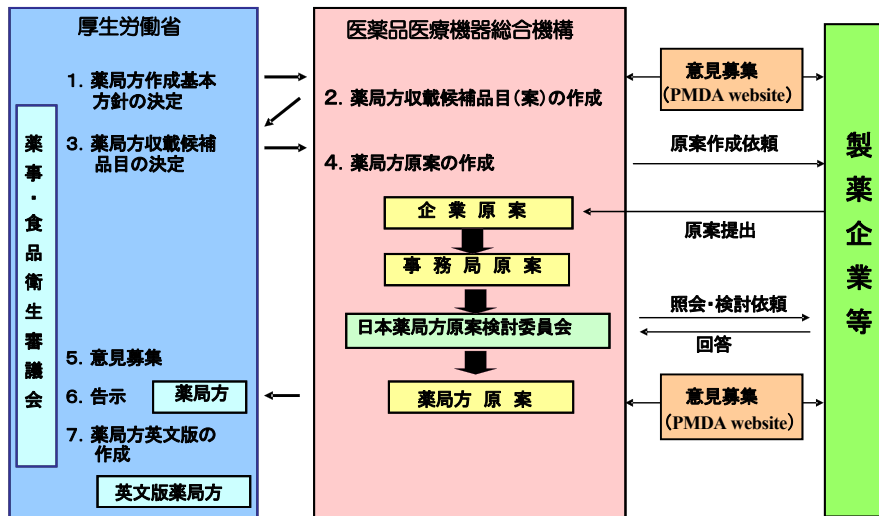 厚生労働省
1. 薬局方作成基本
方針の決定
3. 薬局方収載候補
品目の決定
薬事・食品衛生審議会
5. 意見募集
6. 告示
薬局方
7. 薬局方英文版の
作成
英文版薬局方
医薬品医療機器総合機構
2. 薬局方収載候補品目(案)の作成
4. 薬局方原案の作成
企業原案
事務局原案
日本薬局方原案検討委員会
薬局方原案
意見募集
(PMDA website)
原案作成依頼
原案提出
照会・検討依頼
回答
意見募集
(PMDA website)
製薬企業等